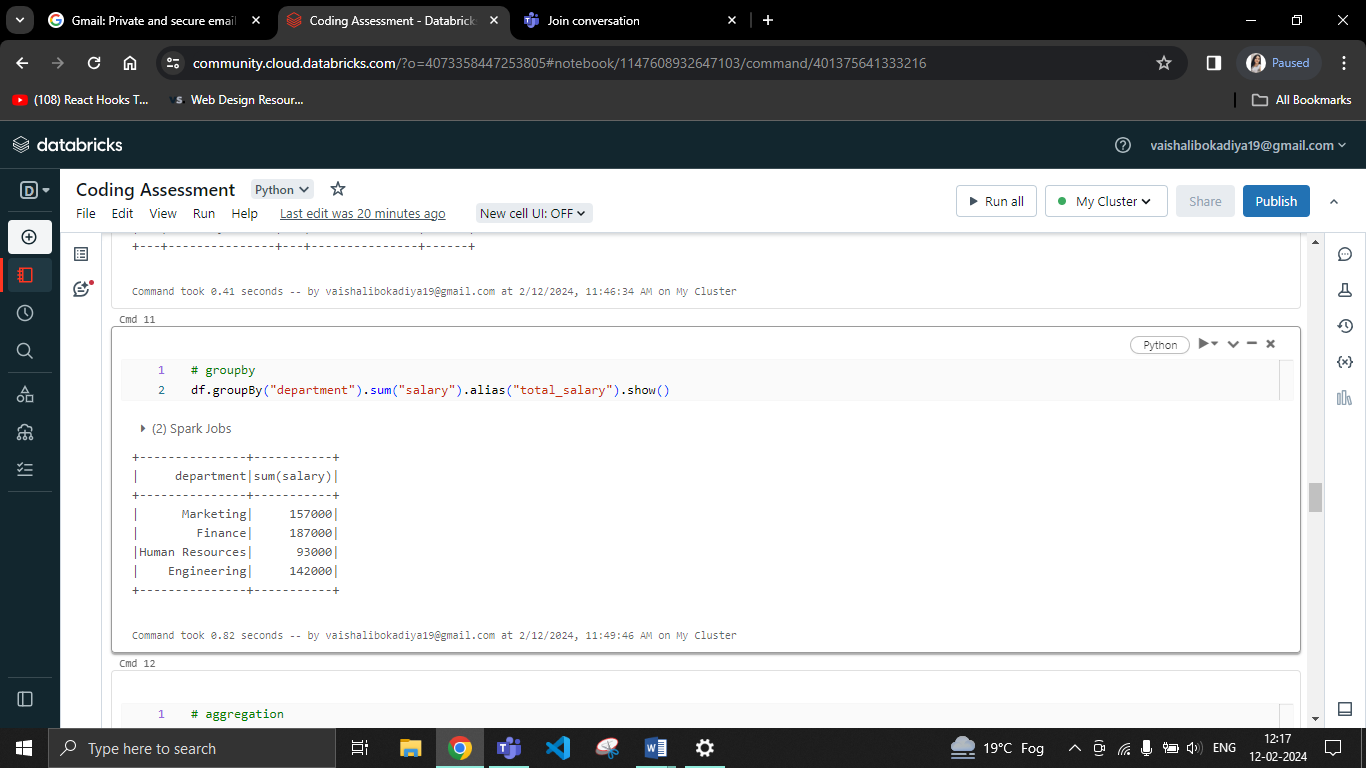 Gmail: Private and secure email
Coding Assessment - Databrick
Join conversation
community.cloud.databricks.com/?o=4073358447253805#notebook/1147608932647103/command/401375641333216
Paused
(108) React Hooks T...
VS
Web Design Resour...
All Bookmarks
databricks
vaishalibokadiya19@gmail.com
D
Coding Assessment
Python
File Edit View Run Help
Last edit was 20 minutes ago
New cell UI: OFF
Run all
My Cluster
Share
Publish
+---+---------------+---+---------------+------+
Command took 0.41 seconds -- by vaishalibokadiya19@gmail.com at 2/12/2024, 11:46:34 AM on My Cluster
Cmd 11
Python
1 # groupby
2 df.groupBy("department").sum("salary").alias("total_salary").show()
(2) Spark Jobs
+---------------+-----------+
|     department|sum(salary)|
+---------------+-----------+
|      Marketing|     157000|
|        Finance|     187000|
|Human Resources|      93000|
|    Engineering|     142000|
+---------------+-----------+
Command took 0.82 seconds -- by vaishalibokadiya19@gmail.com at 2/12/2024, 11:49:46 AM on My Cluster
Cmd 12
1 # aggregation
Type here to search
19°C Fog
ENG
12:17
12-02-2024